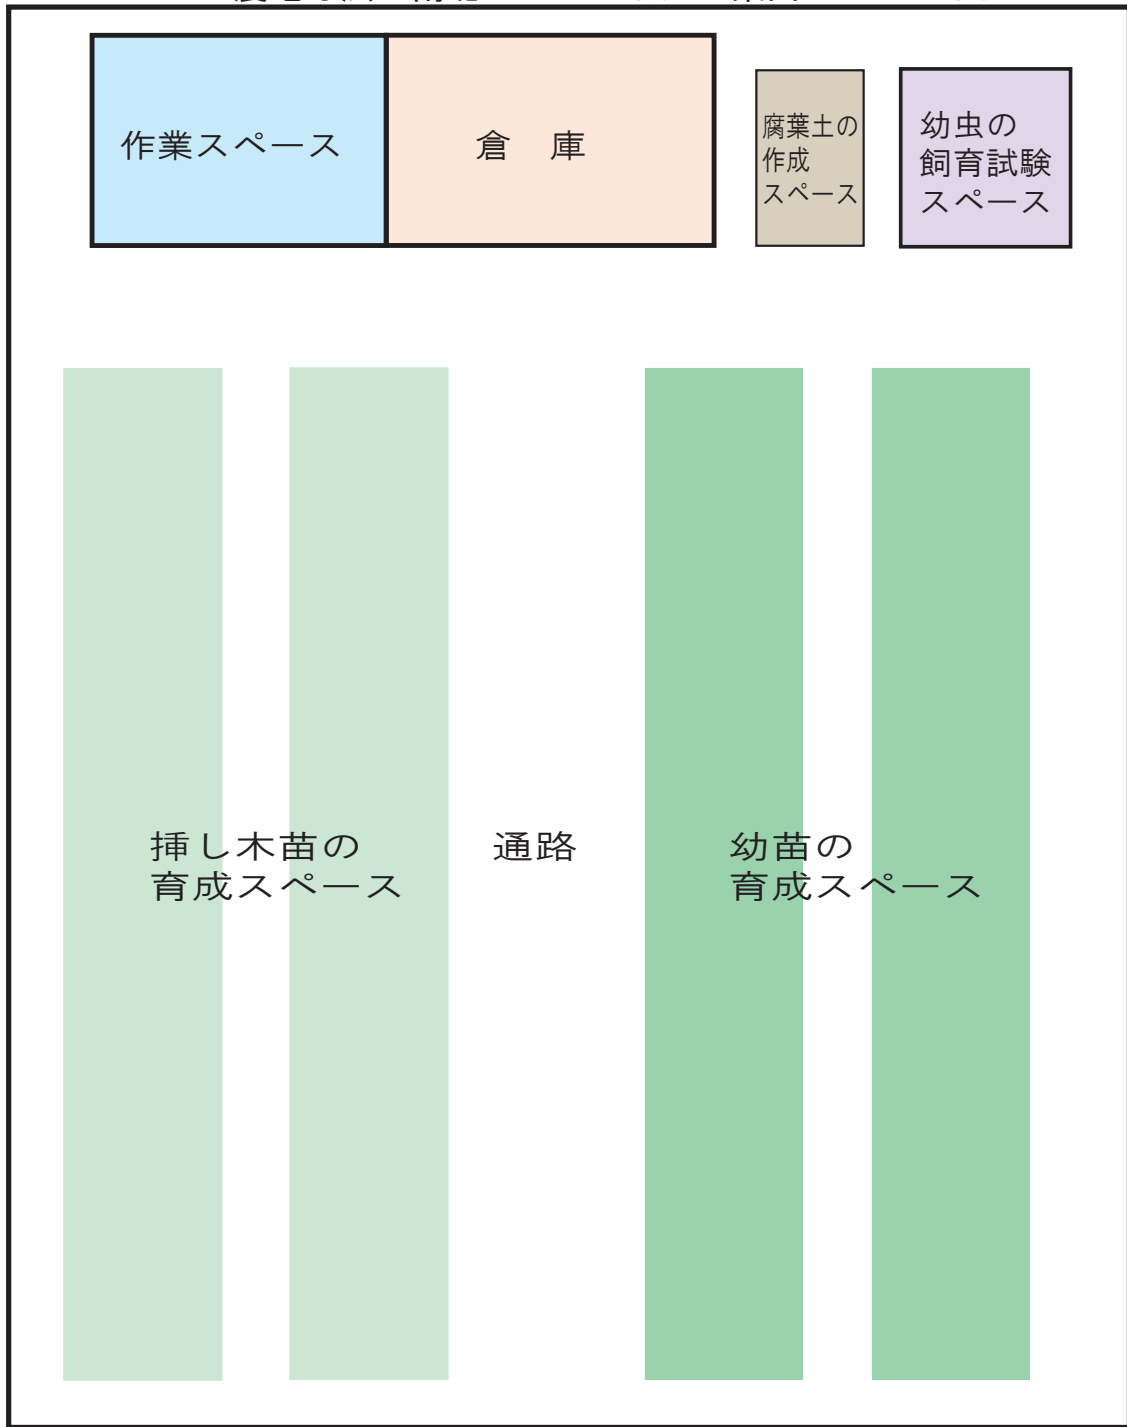 作業スペース
倉　庫
腐葉土の
作成
スペース
幼虫の
飼育試験
スペース
挿し木苗の
育成スペース
通路
幼苗の
育成スペース